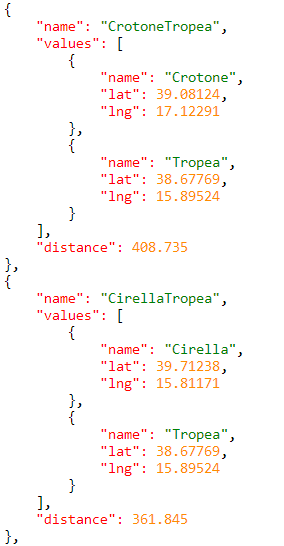 {
    "name": "CrotoneTropea",
    "values": [
        {
            "name": "Crotone",
            "lat": 39.08124,
            "lng": 17.12291
        },
        {
            "name": "Tropea",
            "lat": 38.67769,
            "lng": 15.89524
        }
    ],
    "distance": 408.735
},
{
    "name": "CirellaTropea",
    "values": [
        {
            "name": "Cirella",
            "lat": 39.71238,
            "lng": 15.81171
        },
        {
            "name": "Tropea",
            "lat": 38.67769,
            "lng": 15.89524
        }
    ],
    "distance": 361.845
},